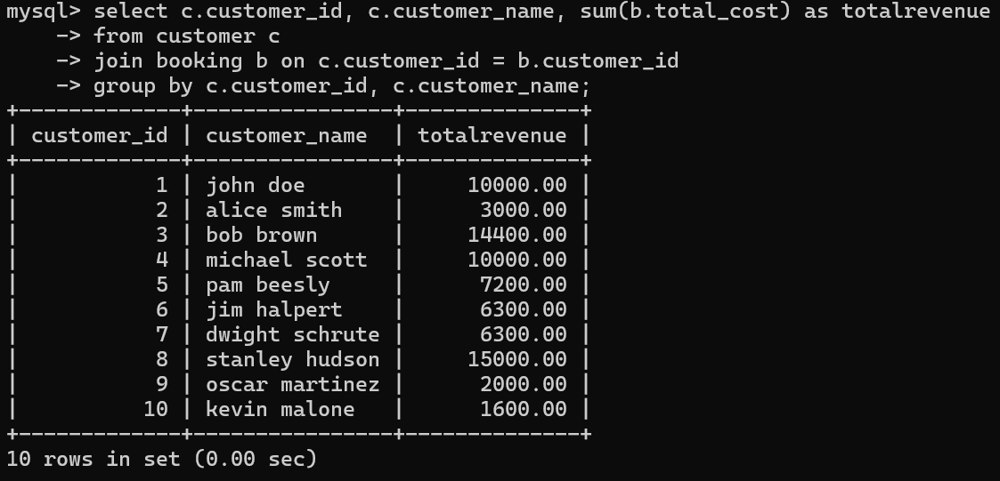 mysql> select c.customer_id, c.customer_name, sum(b.total_cost) as totalrevenue
    -> from customer c
    -> join booking b on c.customer_id = b.customer_id
    -> group by c.customer_id, c.customer_name;
+-------------+----------------+--------------+
| customer_id | customer_name  | totalrevenue |
+-------------+----------------+--------------+
|           1 | john doe       |     10000.00 |
|           2 | alice smith    |      3000.00 |
|           3 | bob brown      |     14400.00 |
|           4 | michael scott  |     10000.00 |
|           5 | pam beesly     |      7200.00 |
|           6 | jim halpert    |      6300.00 |
|           7 | dwight schrute |      6300.00 |
|           8 | stanley hudson |     15000.00 |
|           9 | oscar martinez |      2000.00 |
|          10 | kevin malone   |      1600.00 |
+-------------+----------------+--------------+
10 rows in set (0.00 sec)